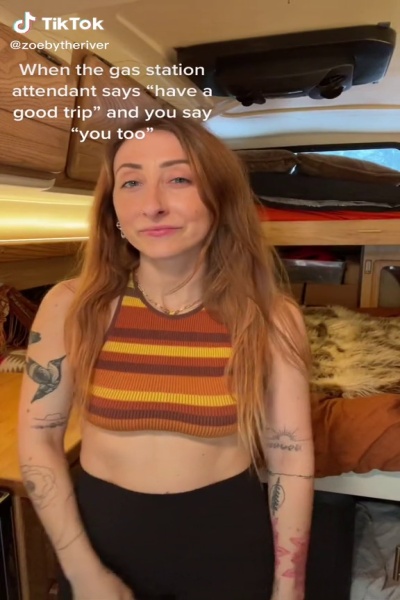 TikTok
@zoebytheriver
When the gas station
attendant says “have a
good trip” and you say
“you too”